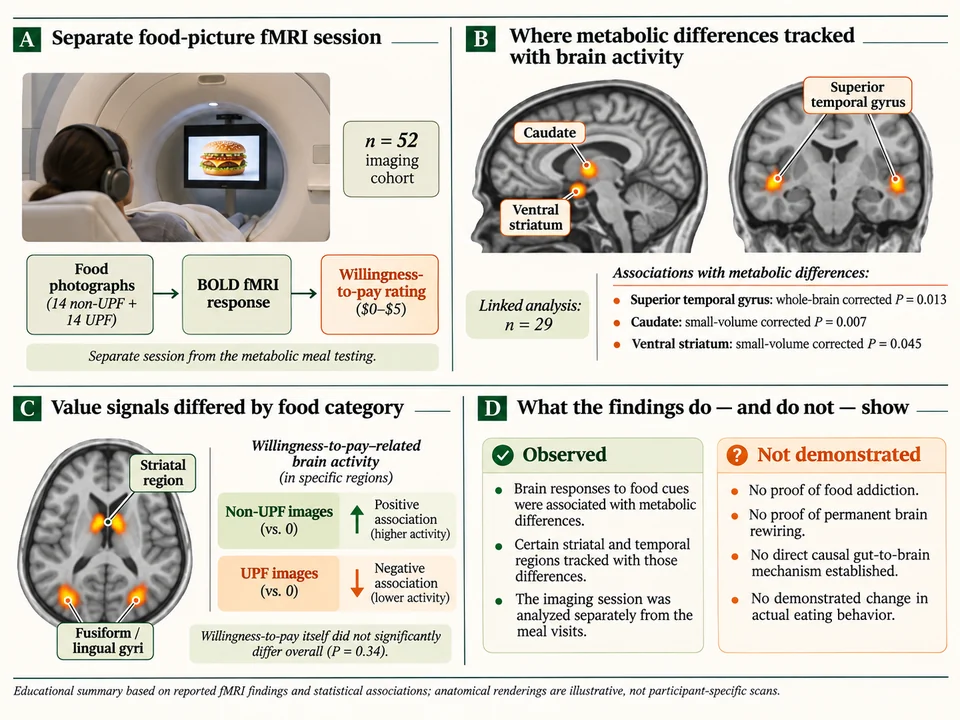 A Separate food-picture fMRI session
n = 52
imaging
cohort
Food
photographs
(14 non-UPF +
14 UPF)
BOLD fMRI
response
Willingness-
to-pay rating
($0–$5)
Separate session from the metabolic meal testing.
B Where metabolic differences tracked
with brain activity
Caudate
Ventral
striatum
Superior
temporal gyrus
Linked analysis:
n = 29
Associations with metabolic differences:
• Superior temporal gyrus: whole-brain corrected P = 0.013
• Caudate: small-volume corrected P = 0.007
• Ventral striatum: small-volume corrected P = 0.045
C Value signals differed by food category
Striatal
region
Fusiform /
lingual gyri
Willingness-to-pay–related
brain activity
(in specific regions)
Non-UPF images
(vs. 0)
Positive
association
(higher activity)
UPF images
(vs. 0)
Negative
association
(lower activity)
Willingness-to-pay itself did not significantly
differ overall (P = 0.34).
D What the findings do — and do not — show
Observed
• Brain responses to food cues
were associated with metabolic
differences.
• Certain striatal and temporal
regions tracked with those
differences.
• The imaging session was
analyzed separately from the
meal visits.
? Not demonstrated
• No proof of food addiction.
• No proof of permanent brain
rewiring.
• No direct causal gut-to-brain
mechanism established.
• No demonstrated change in
actual eating behavior.
Educational summary based on reported fMRI findings and statistical associations; anatomical renderings are illustrative, not participant-specific scans.